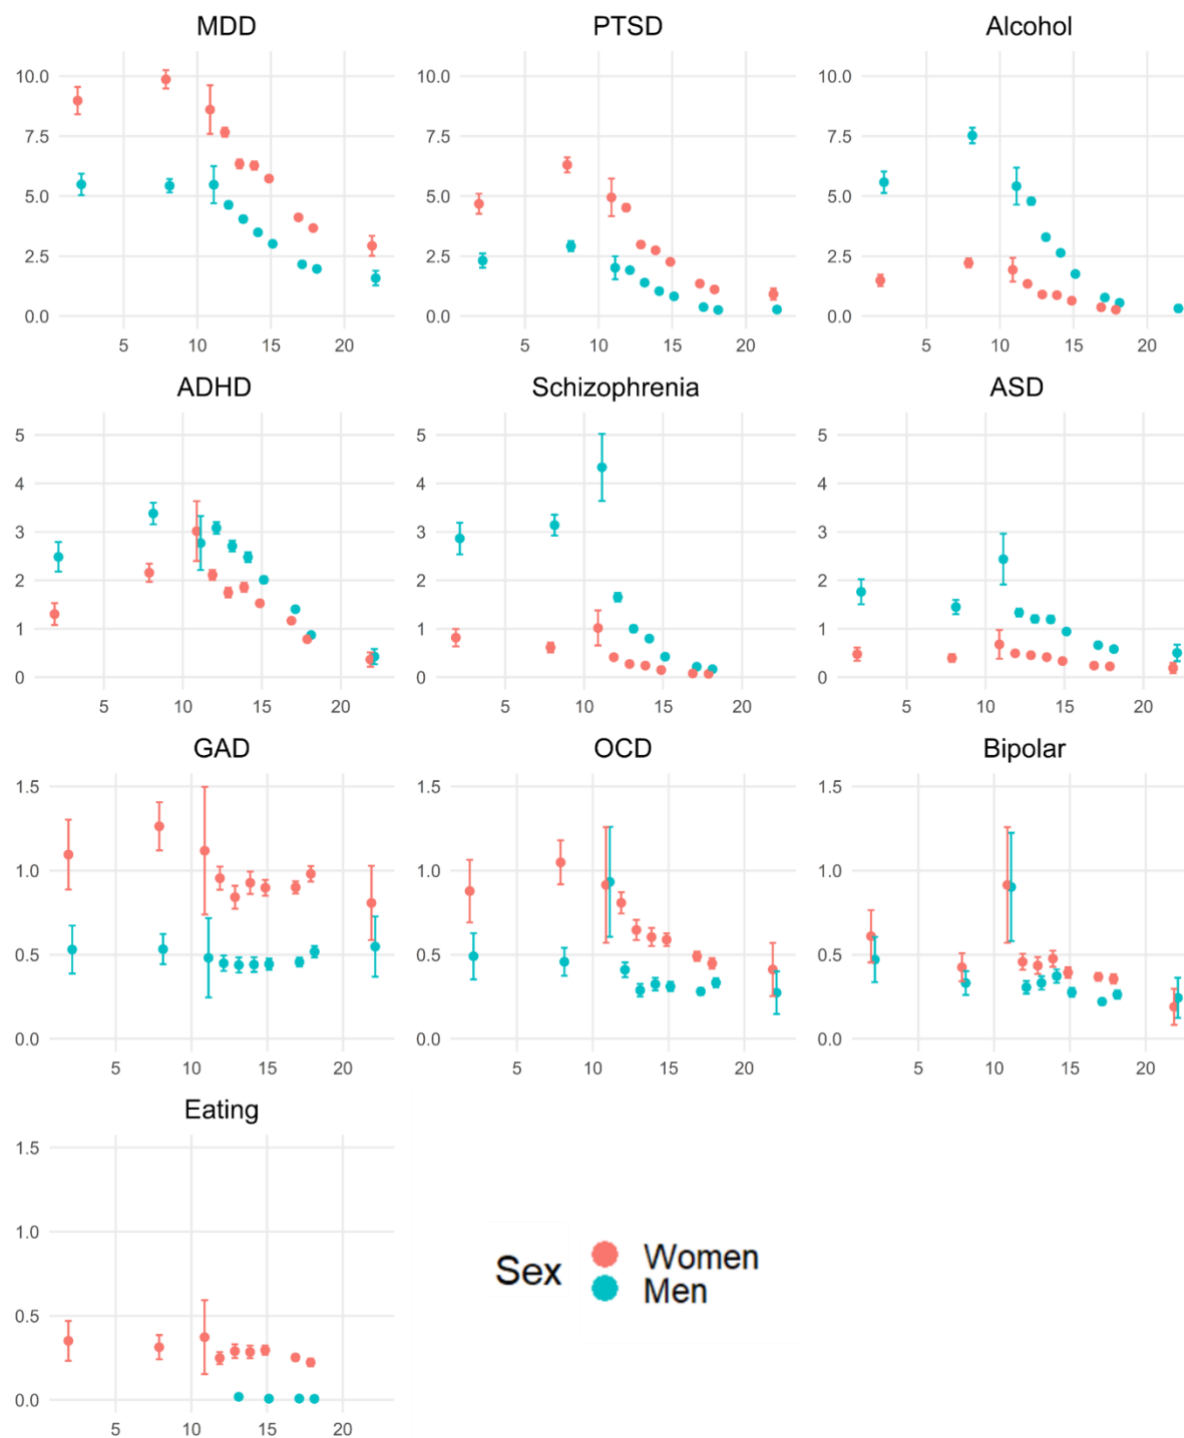 MDD PTSD Alcohol
10.0 10.0 10.0
7.5 7.5 7.5
5.0 5.0 5.0
2.5 2.5 2.5
0.0 0.0 0.0
5 10 15 20 5 10 15 20 5 10 15 20
ADHD Schizophrenia ASD
5 5 5
4 4 4
3 3 3
2 2 2
1 1 1
0 0 0
5 10 15 20 5 10 15 20 5 10 15 20
GAD OCD Bipolar
1.5 1.5 1.5
1.0 1.0 1.0
0.5 0.5 0.5
0.0 0.0 0.0
5 10 15 20 5 10 15 20 5 10 15 20
Eating
1.5
1.0
0.5
0.0
5 10 15 20
Sex
Women
Men